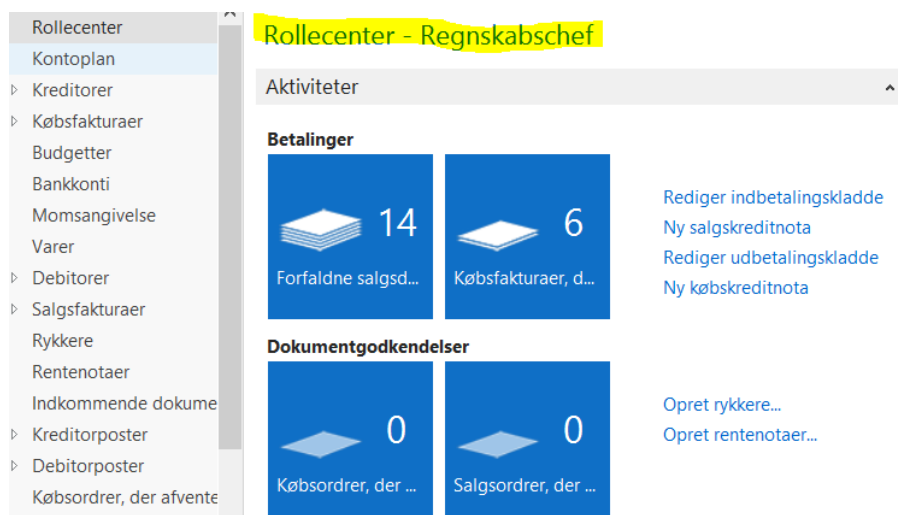 Rollecenter
Kontoplan
Kreditorer
Købsfakturaer
Budgetter
Bankkonti
Momsangivelse
Varer
Debitorer
Salgsfakturaer
Rykkere
Rentenotaer
Indkommende dokume
Kreditorposter
Debitorposter
Købsordrer, der afvente
Rollecenter - Regnskabschef
Aktiviteter
Betalinger
14
Forfaldne salgsd...
6
Købsfakturaer, d...
Rediger indbetalingskladde
Ny salgskreditnota
Rediger udbetalingskladde
Ny købskreditnota
Dokumentgodkendelser
0
Købsordrer, der ...
0
Salgsordrer, der ...
Opret rykkere...
Opret rentenotaer...